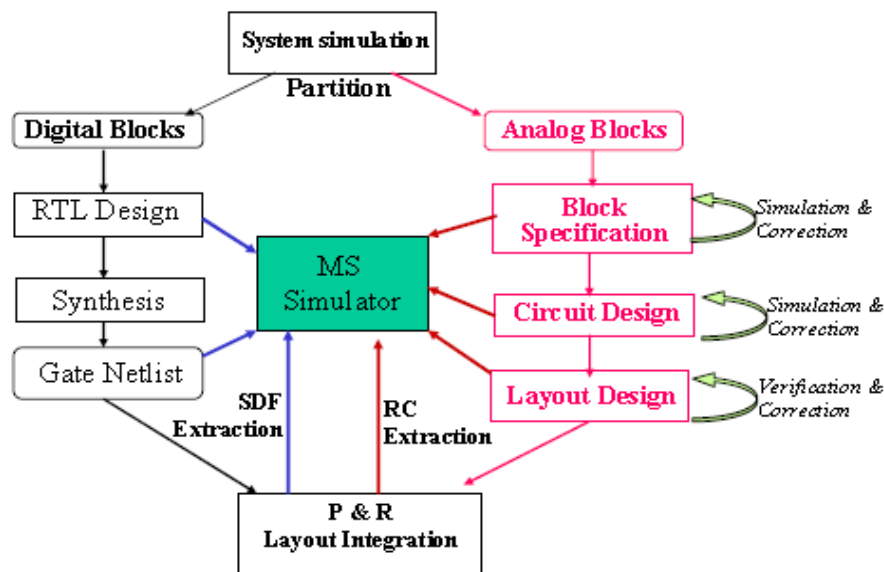 System simulation
Partition
Digital Blocks
Analog Blocks
RTL Design
Block
Specification
Simulation &
Correction
MS
Simulator
Synthesis
Circuit Design
Simulation &
Correction
Gate Netlist
Layout Design
Verification &
Correction
SDF
Extraction
RC
Extraction
P & R
Layout Integration